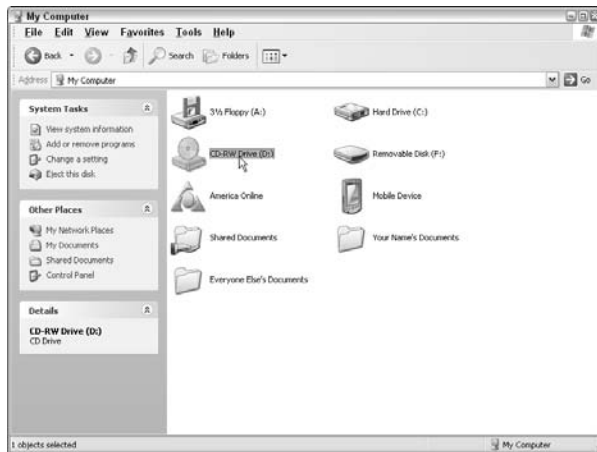 My Computer
File Edit View Favorites Tools Help
Back Search Folders
Address My Computer Go
System Tasks
View system information
Add or remove programs
Change a setting
Eject this disk
Other Places
My Network Places
My Documents
Shared Documents
Control Panel
Details
CD-RW Drive (D:)
CD Drive
3½ Floppy (A:)
Hard Drive (C:)
CD-RW Drive (D:)
Removable Disk (F:)
America Online
Mobile Device
Shared Documents
Your Name's Documents
Everyone Else's Documents
1 objects selected
My Computer